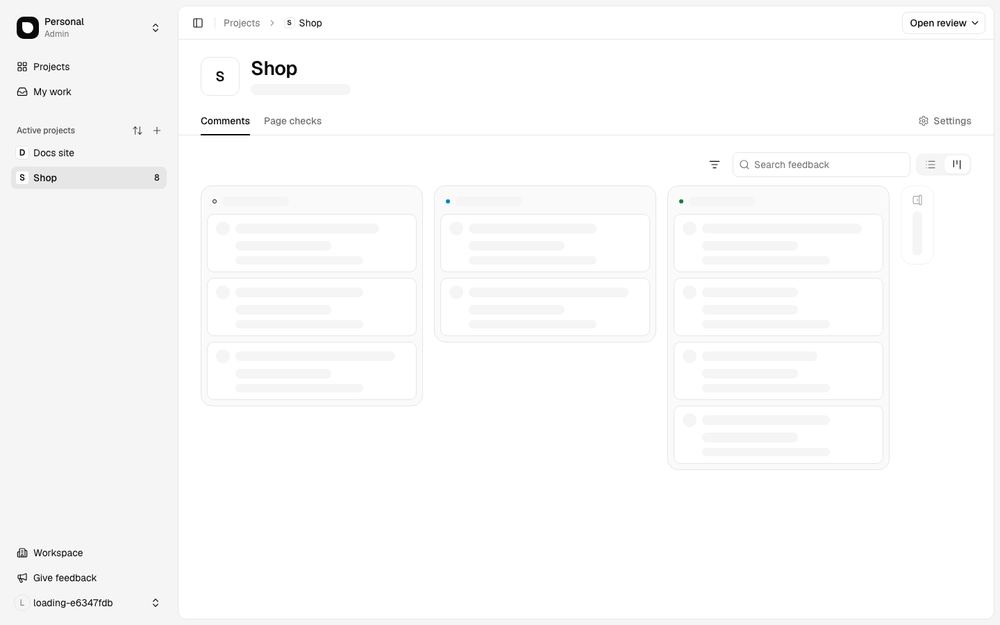 Personal
Admin
Projects
My work
Active projects
D Docs site
S Shop 8
Workspace
Give feedback
L loading-e6347fdb
Projects > S Shop
Open review
S
Shop
Comments Page checks
Settings
Search feedback